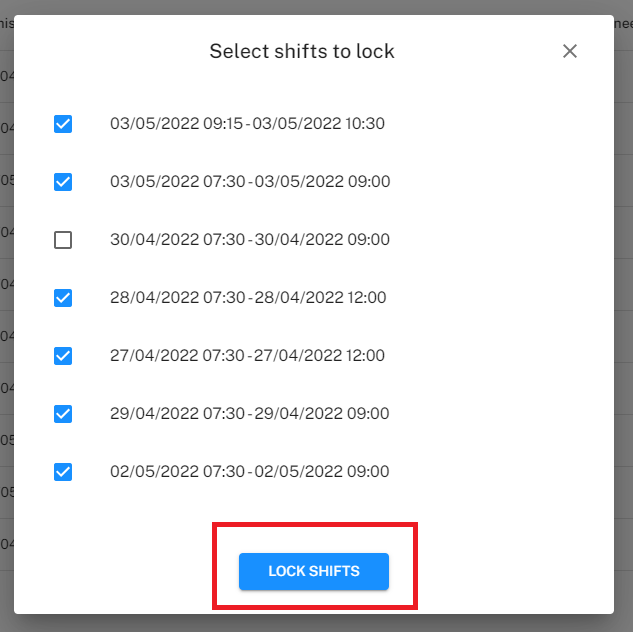 Select shifts to lock
03/05/2022 09:15 - 03/05/2022 10:30
03/05/2022 07:30 - 03/05/2022 09:00
30/04/2022 07:30 - 30/04/2022 09:00
28/04/2022 07:30 - 28/04/2022 12:00
27/04/2022 07:30 - 27/04/2022 12:00
29/04/2022 07:30 - 29/04/2022 09:00
02/05/2022 07:30 - 02/05/2022 09:00
LOCK SHIFTS